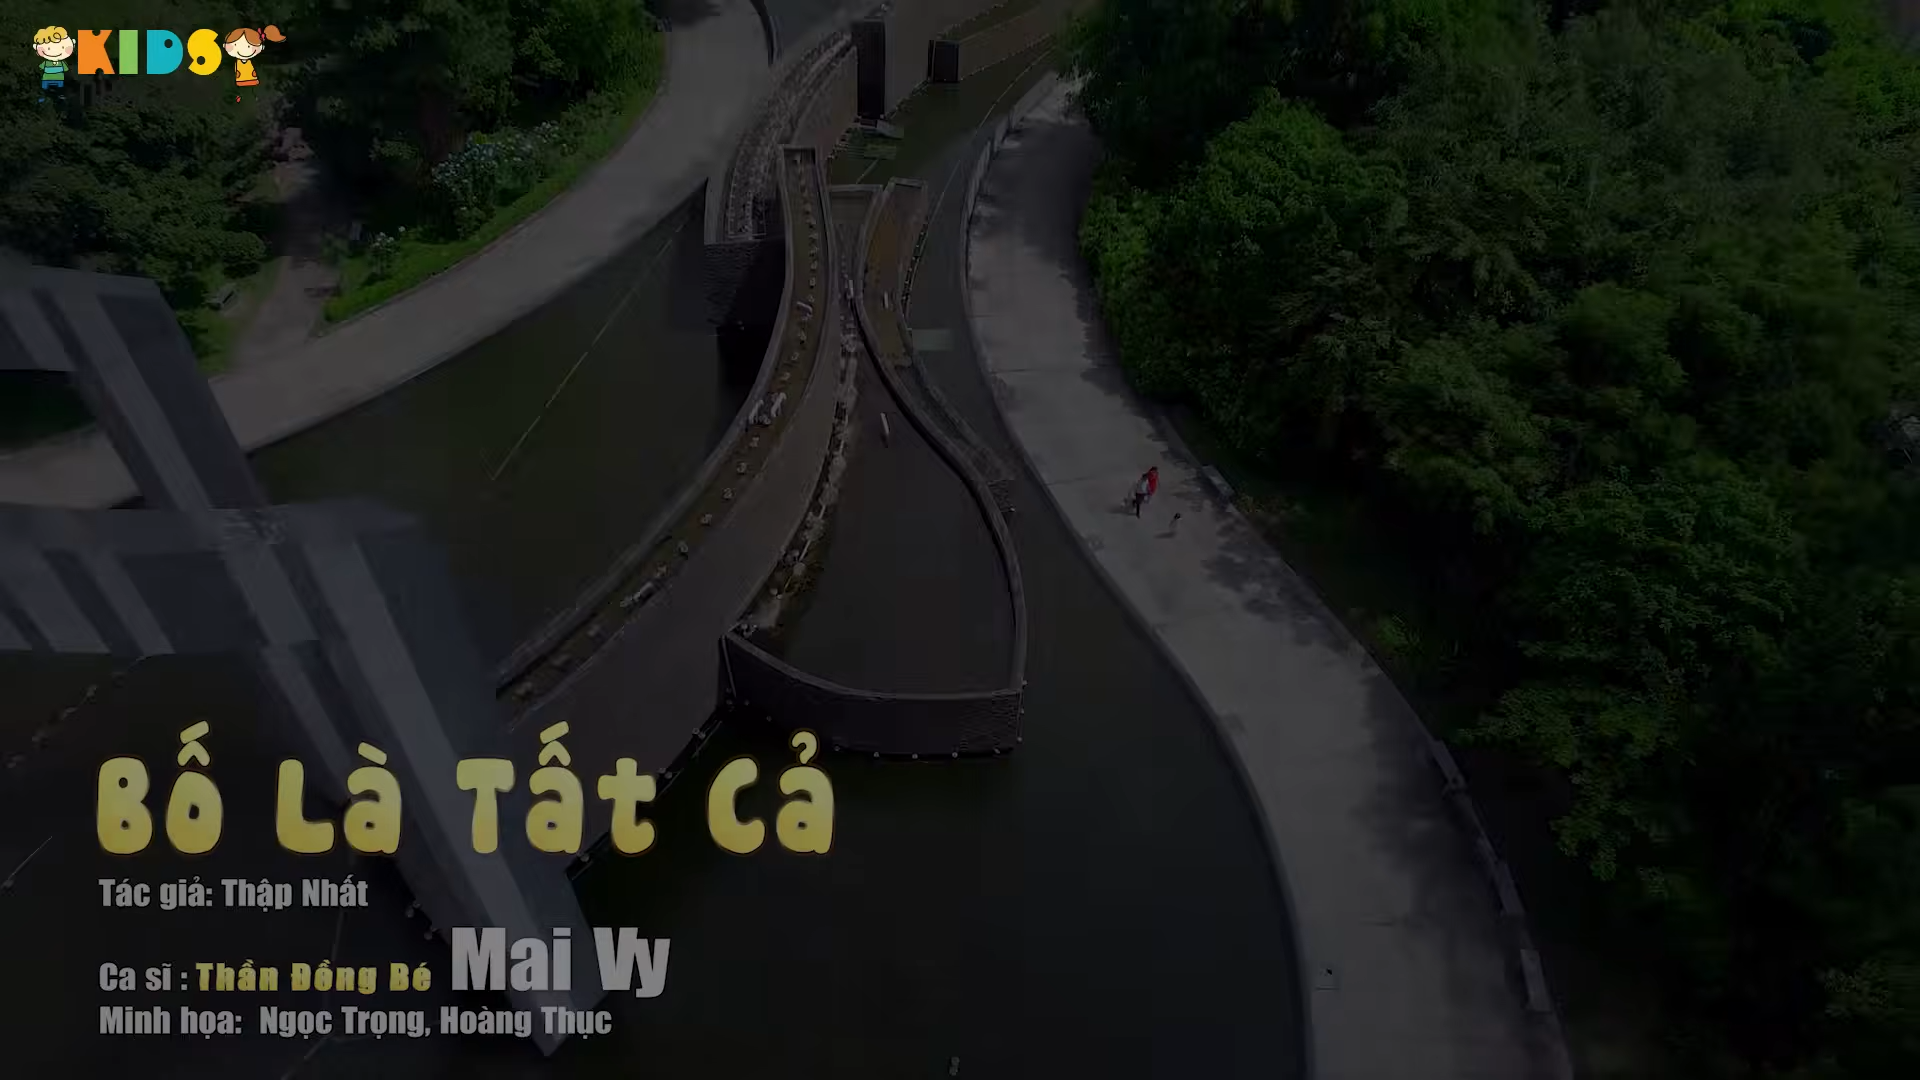 KIDS
Bố Là Tất Cả
Tác giả: Thập Nhất
Ca sĩ : Thần Đồng Bé Mai Vy
Minh họa: Ngọc Trọng, Hoàng Thục